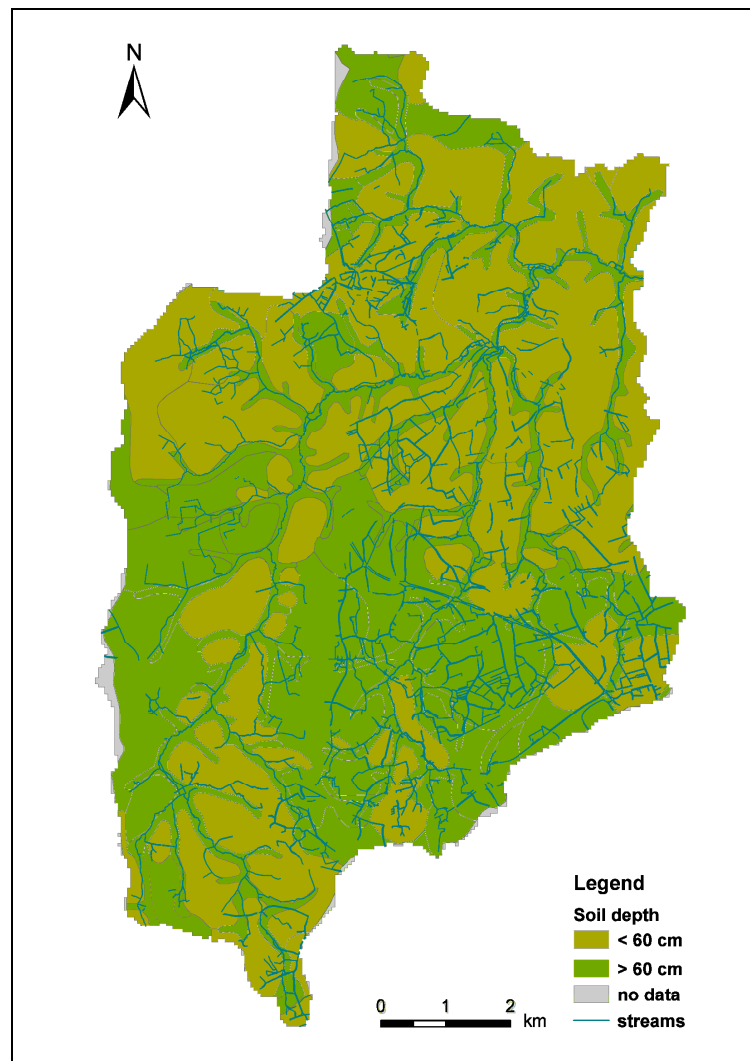 N
Legend
Soil depth
< 60 cm
> 60 cm
no data
streams
0 1 2
km